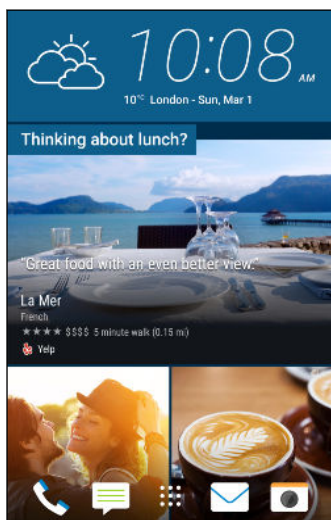 10:08 AM
10°C London - Sun, Mar 1
Thinking about lunch?
“Great food with an even better view.”
La Mer
French
★★★★ $$$$ 5 minute walk (0.15 mi)
Yelp